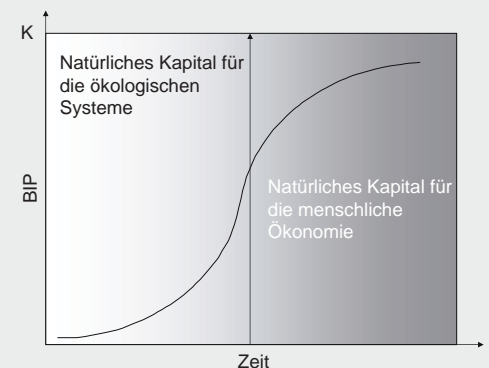 K
Natürliches Kapital für
die ökologischen
Systeme
BIP
Natürliches Kapital für
die menschliche
Ökonomie
Zeit